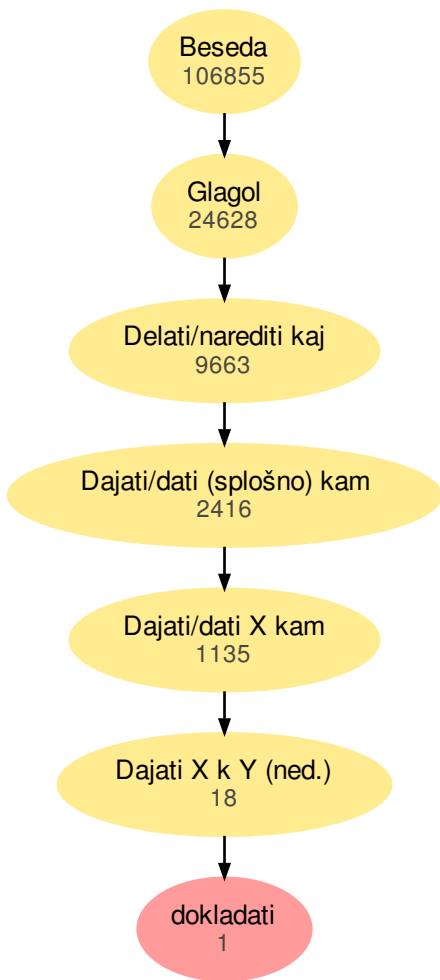 Beseda
106855
Glagol
24628
Delati/narediti kaj
9663
Dajati/dati (splošno) kam
2416
Dajati/dati X kam
1135
Dajati X k Y (ned.)
18
dokladati
1